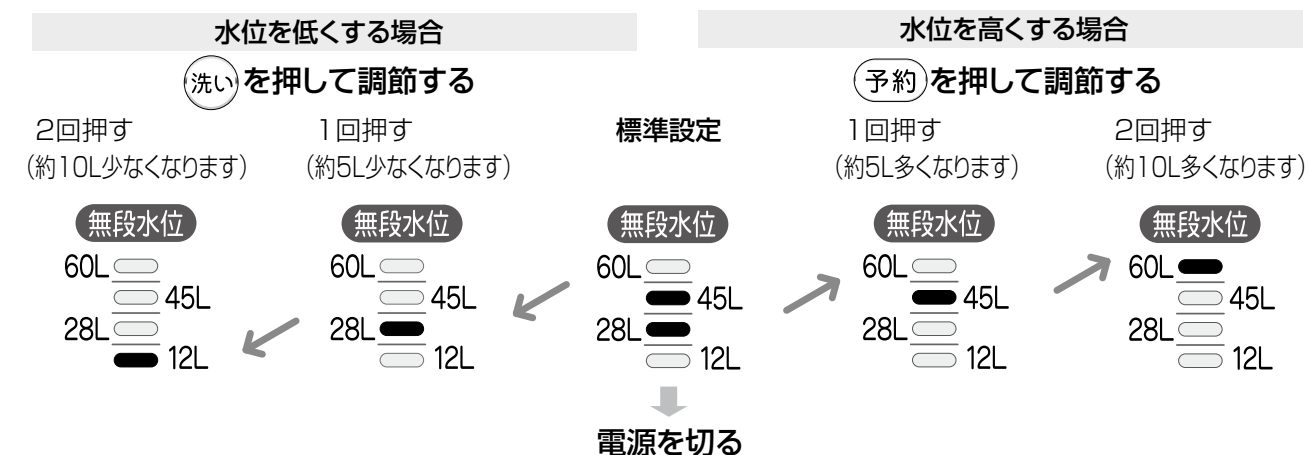 水位を低くする場合
洗いを押して調節する
2回押す
(約10L少なくなります)
1回押す
(約5L少なくなります)
標準設定
水位を高くする場合
予約を押して調節する
1回押す
(約5L多くなります)
2回押す
(約10L多くなります)
無段水位
60L
45L
28L
12L
無段水位
60L
45L
28L
12L
無段水位
60L
45L
28L
12L
無段水位
60L
45L
28L
12L
無段水位
60L
45L
28L
12L
電源を切る